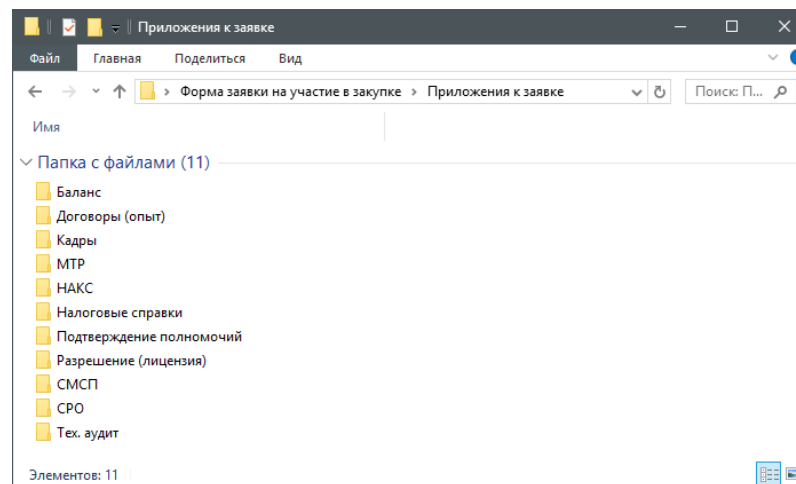 Приложения к заявке
Файл Главная Поделиться Вид
Форма заявки на участие в закупке › Приложения к заявке Поиск: П...
Имя
Папка с файлами (11)
Баланс
Договоры (опыт)
Кадры
МТР
НАКС
Налоговые справки
Подтверждение полномочий
Разрешение (лицензия)
СМСП
СРО
Тех. аудит
Элементов: 11